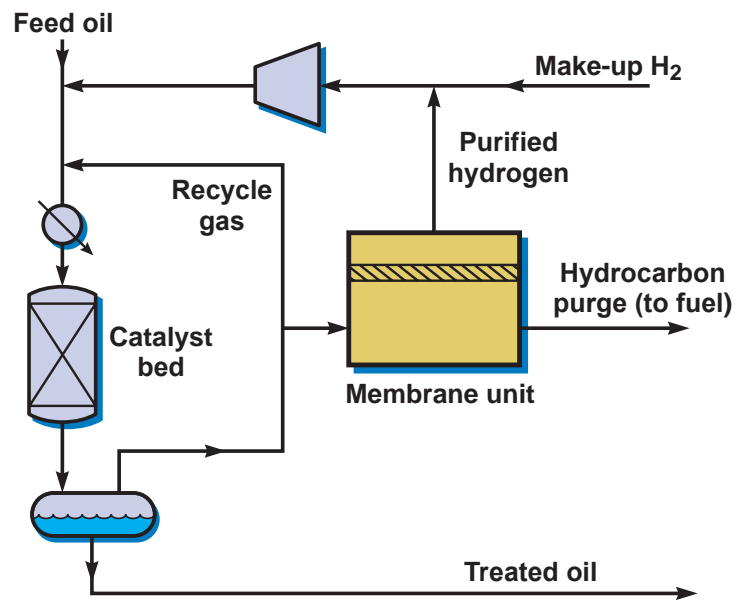 Feed oil
Make-up H₂
Purified
hydrogen
Recycle
gas
Hydrocarbon
purge (to fuel)
Catalyst
bed
Membrane unit
Treated oil